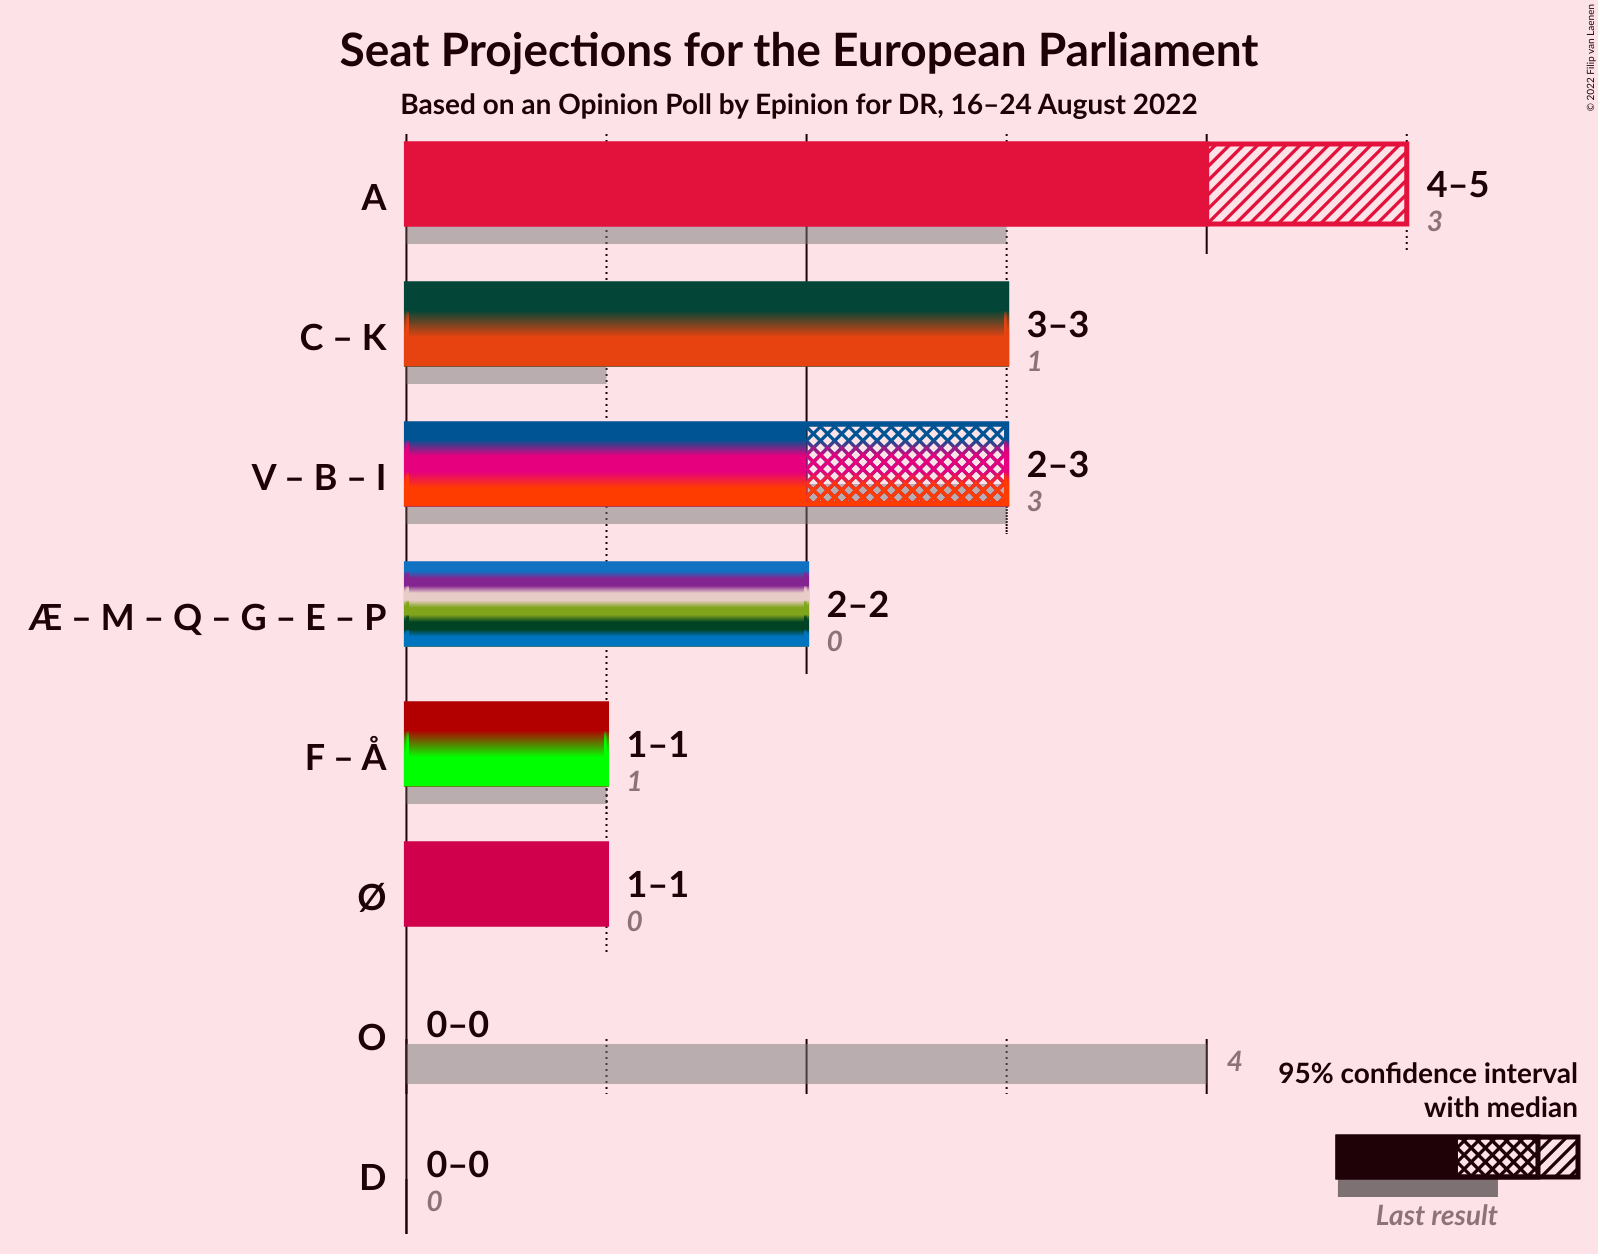 Seat Projections for the European Parliament
Based on an Opinion Poll by Epinion for DR, 16–24 August 2022
© 2022 Filip van Laenen
A
4–5
3
C – K
3–3
1
V – B – I
2–3
3
Æ – M – Q – G – E – P
2–2
0
F – Å
1–1
1
Ø
1–1
0
O
0–0
4
D
0–0
0
95% confidence interval
with median
Last result